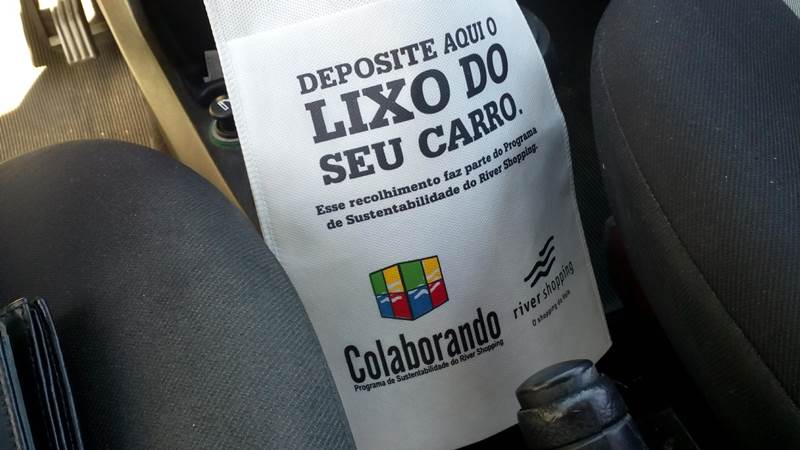 DEPOSITE AQUI O
LIXO DO
SEU CARRO.
Esse recolhimento faz parte do Programa
de Sustentabilidade do River Shopping.
Colaborando
Programa de Sustentabilidade do River Shopping
river shopping
O shopping do Vale